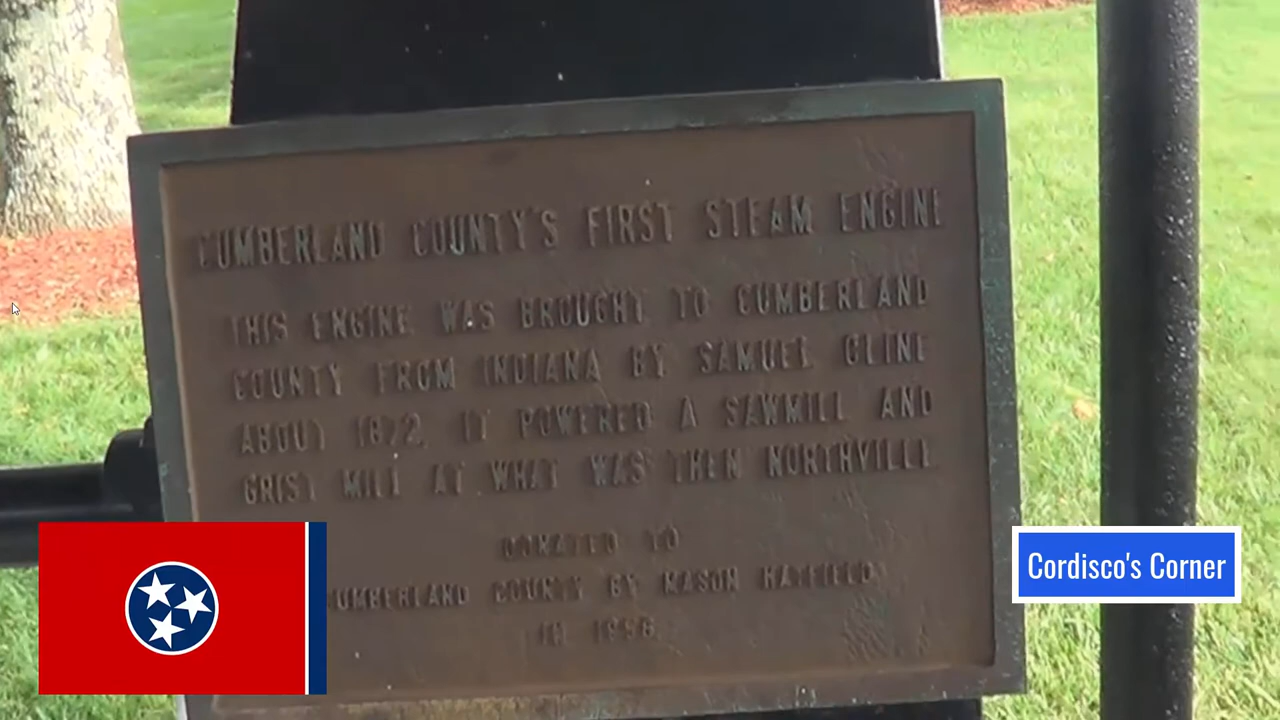 CUMBERLAND COUNTY'S FIRST STEAM ENGINE
THIS ENGINE WAS BROUGHT TO CUMBERLAND
COUNTY FROM INDIANA BY SAMUEL CLINE
ABOUT 1872. IT POWERED A SAWMILL AND
GRIST MILL AT WHAT WAS THEN NORTHVILLE
DONATED TO
CUMBERLAND COUNTY BY MASON HATFIELD
IN
Cordisco's Corner